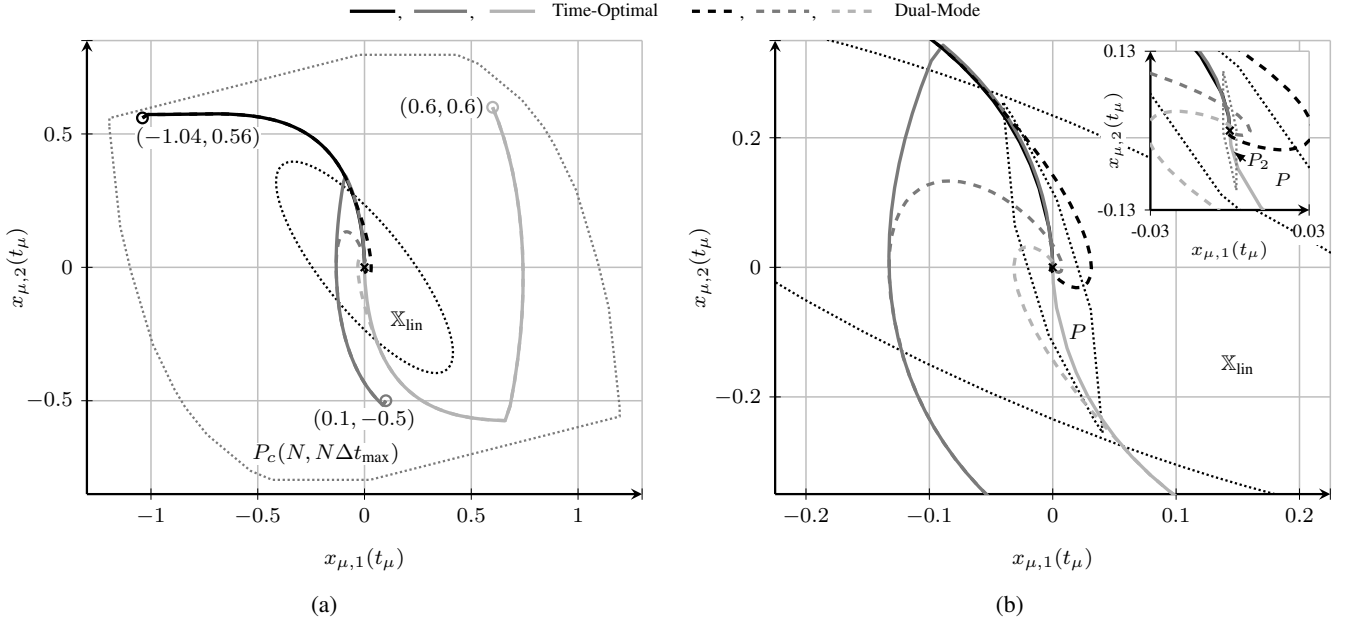 , , Time-Optimal , , Dual-Mode
0.5
0
−0.5
−1
−0.5
0
0.5
1
x_{μ,2}(t_μ)
x_{μ,1}(t_μ)
(−1.04, 0.56)
(0.6, 0.6)
𝕏_lin
(0.1, −0.5)
P_c(N, NΔt_max)
(a)
0.2
0
−0.2
−0.2
−0.1
0
0.1
0.2
x_{μ,2}(t_μ)
x_{μ,1}(t_μ)
P
𝕏_lin
0.13
-0.13
-0.03
0.03
x_{μ,2}(t_μ)
x_{μ,1}(t_μ)
P_2
P
(b)